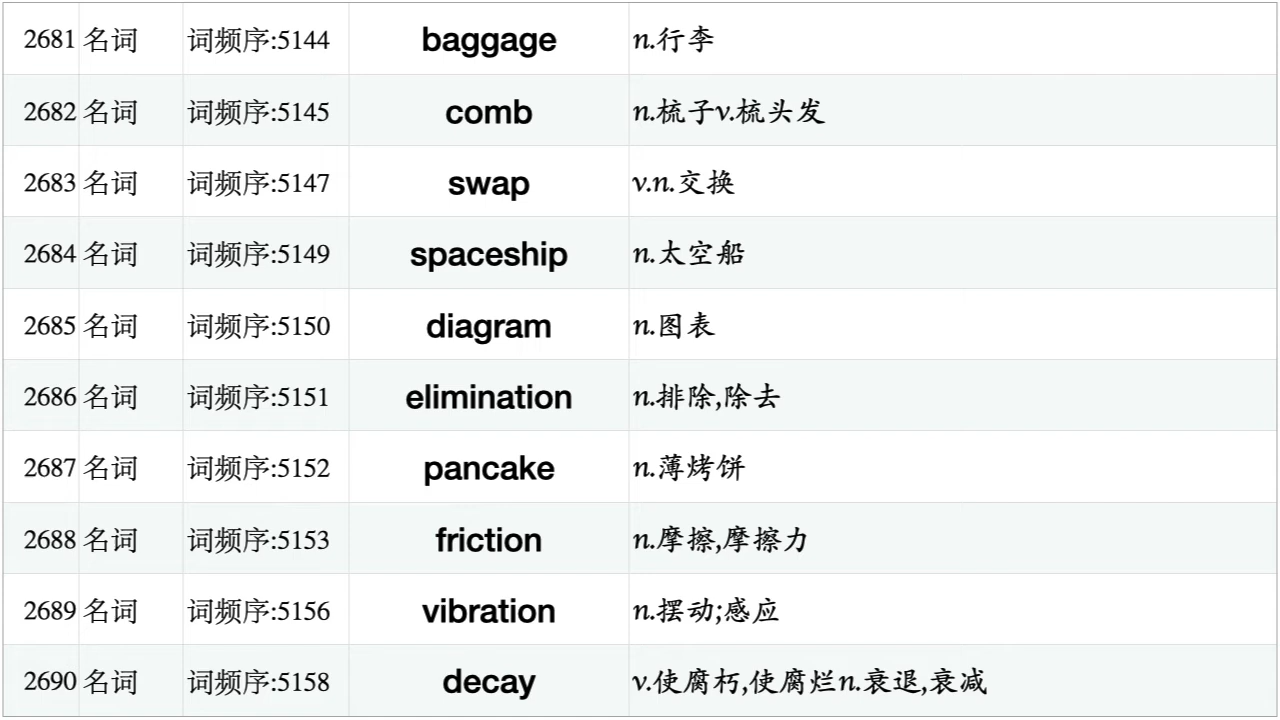 2681 名词 词频序:5144 baggage n.行李
2682 名词 词频序:5145 comb n.梳子v.梳头发
2683 名词 词频序:5147 swap v.n.交换
2684 名词 词频序:5149 spaceship n.太空船
2685 名词 词频序:5150 diagram n.图表
2686 名词 词频序:5151 elimination n.排除,除去
2687 名词 词频序:5152 pancake n.薄烤饼
2688 名词 词频序:5153 friction n.摩擦,摩擦力
2689 名词 词频序:5156 vibration n.摆动;感应
2690 名词 词频序:5158 decay v.使腐朽,使腐烂n.衰退,衰减